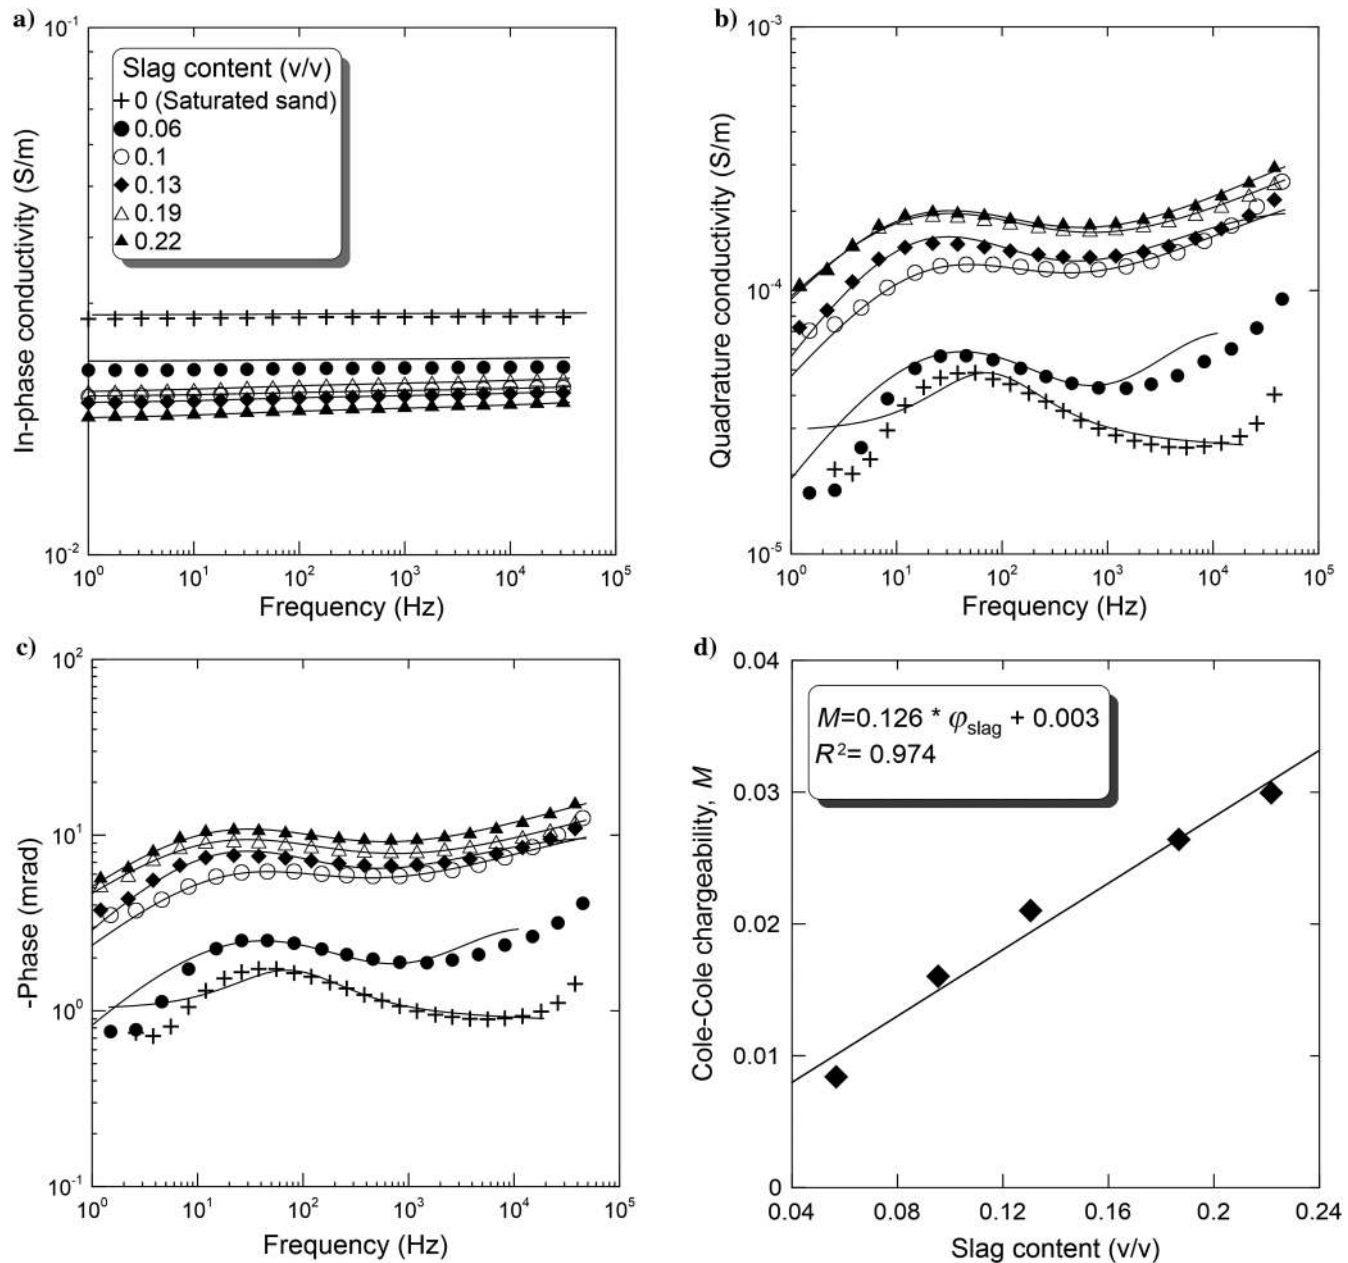 a)
10^-1
In-phase conductivity (S/m)
Slag content (v/v)
0 (Saturated sand)
0.06
0.1
0.13
0.19
0.22
10^-2
10^0 10^1 10^2 10^3 10^4 10^5
Frequency (Hz)
b)
10^-3
Quadrature conductivity (S/m)
10^-4
10^-5
10^0 10^1 10^2 10^3 10^4 10^5
Frequency (Hz)
c)
10^2
-Phase (mrad)
10^1
10^0
10^-1
10^0 10^1 10^2 10^3 10^4 10^5
Frequency (Hz)
d)
0.04
M=0.126 * φ_slag + 0.003
R²= 0.974
Cole-Cole chargeability, M
0.03
0.02
0.01
0
0.04 0.08 0.12 0.16 0.2 0.24
Slag content (v/v)